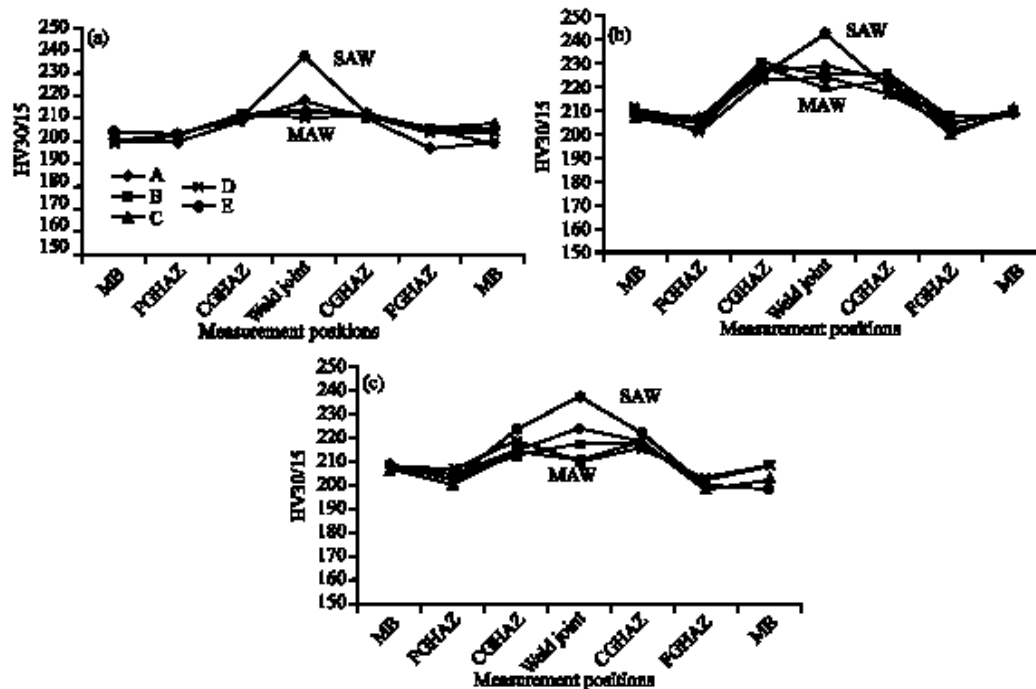 (a)
250
240
230
220
210
200
190
180
170
160
150
HV30/15
SAW
MAW
A
B
C
D
E
MB
FGHAZ
CGHAZ
Weld joint
CGHAZ
FGHAZ
MB
Measurement positions
(b)
250
240
230
220
210
200
190
180
170
160
150
HV30/15
SAW
MAW
MB
FGHAZ
CGHAZ
Weld joint
CGHAZ
FGHAZ
MB
Measurement positions
(c)
250
240
230
220
210
200
190
180
170
160
150
HV30/15
SAW
MAW
MB
FGHAZ
CGHAZ
Weld joint
CGHAZ
FGHAZ
MB
Measurement positions